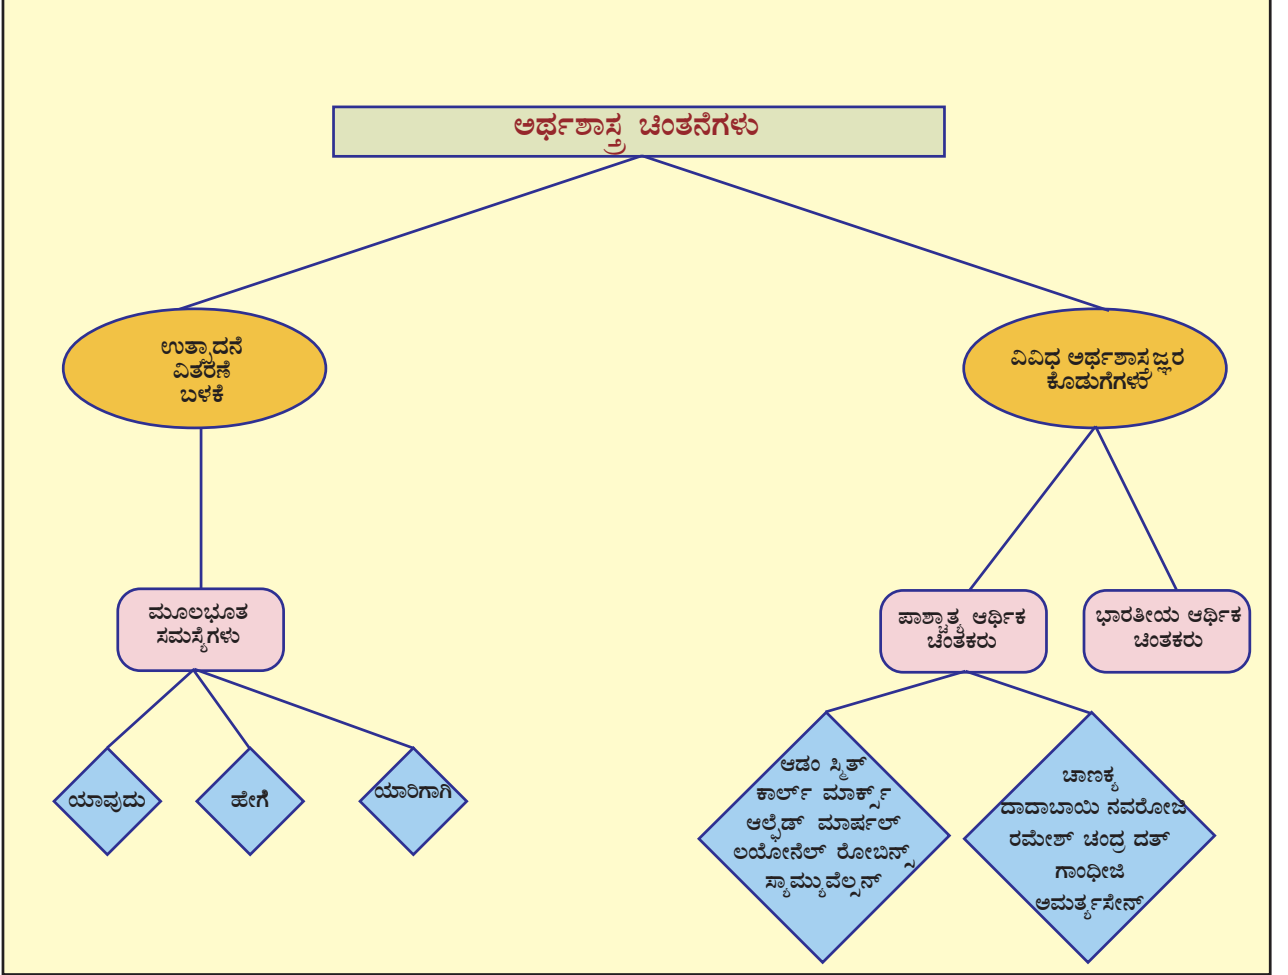 ಅರ್ಥಶಾಸ್ತ್ರ ಚಿಂತನೆಗಳು
ಉತ್ಪಾದನೆ
ವಿತರಣೆ
ಬಳಕೆ
ವಿವಿಧ ಅರ್ಥಶಾಸ್ತ್ರಜ್ಞರ
ಕೊಡುಗೆಗಳು
ಮೂಲಭೂತ
ಸಮಸ್ಯೆಗಳು
ಪಾಶ್ಚಾತ್ಯ ಆರ್ಥಿಕ
ಚಿಂತಕರು
ಭಾರತೀಯ ಆರ್ಥಿಕ
ಚಿಂತಕರು
ಯಾವುದು
ಹೇಗೆ
ಯಾರಿಗಾಗಿ
ಆಡಂ ಸ್ಮಿತ್
ಕಾರ್ಲ್ ಮಾರ್ಕ್ಸ್
ಆಲ್ಫ್ರೆಡ್ ಮಾರ್ಷಲ್
ಲಯೋನೆಲ್ ರೋಬಿನ್ಸ್
ಸ್ಯಾಮ್ಯುವೆಲ್ಸನ್
ಚಾಣಕ್ಯ
ದಾದಾಬಾಯಿ ನವರೋಜಿ
ರಮೇಶ್ ಚಂದ್ರ ದತ್
ಗಾಂಧೀಜಿ
ಅಮರ್ತ್ಯಸೇನ್